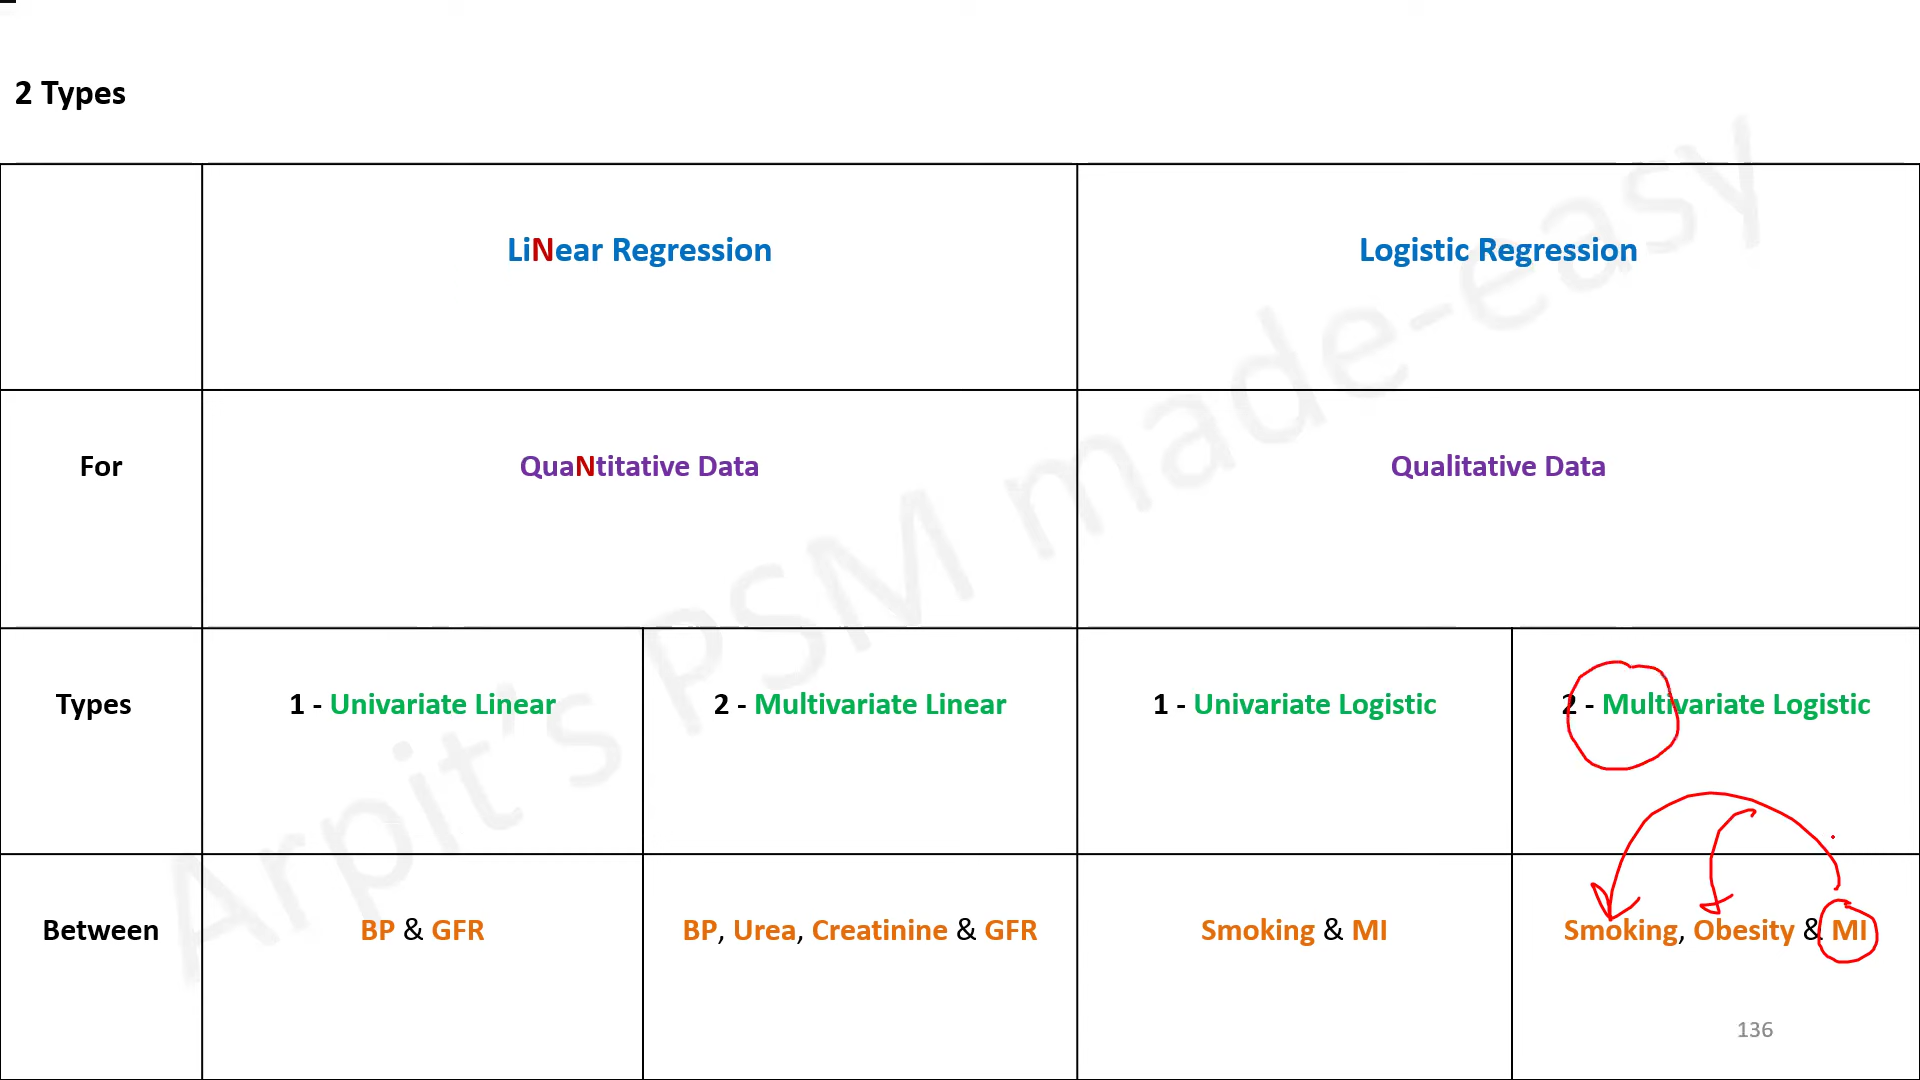 2 Types
LiNear Regression
Logistic Regression
For
QuaNtitative Data
Qualitative Data
Types
1 - Univariate Linear
2 - Multivariate Linear
1 - Univariate Logistic
2 - Multivariate Logistic
Between
BP & GFR
BP, Urea, Creatinine & GFR
Smoking & MI
Smoking, Obesity & MI
136
Arpit's PSM made-easy